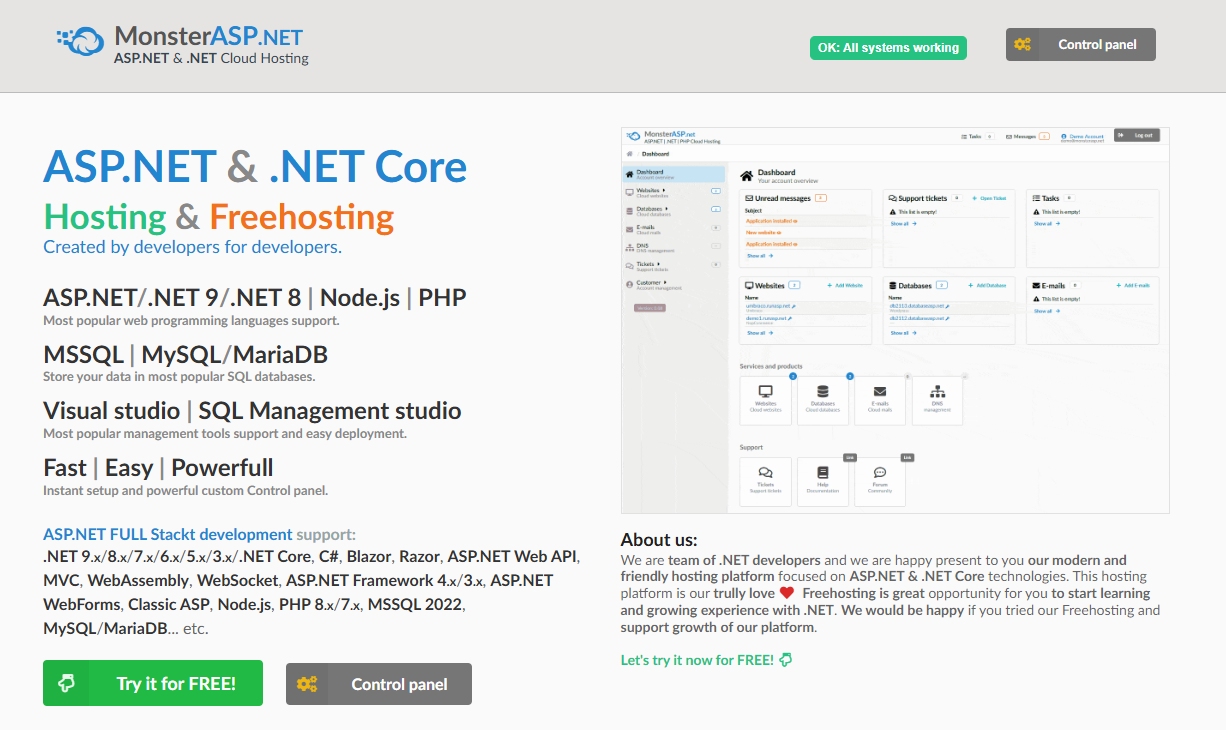 MonsterASP.NET
ASP.NET & .NET Cloud Hosting
OK: All systems working
Control panel
ASP.NET & .NET Core
Hosting & Freehosting
Created by developers for developers.
ASP.NET/.NET 9/.NET 8 | Node.js | PHP
Most popular web programming languages support.
MSSQL | MySQL/MariaDB
Store your data in most popular SQL databases.
Visual studio | SQL Management studio
Most popular management tools support and easy deployment.
Fast | Easy | Powerfull
Instant setup and powerful custom Control panel.
ASP.NET FULL Stackt development support:
.NET 9.x/8.x/7.x/6.x/5.x/3.x/.NET Core, C#, Blazor, Razor, ASP.NET Web API,
MVC, WebAssembly, WebSocket, ASP.NET Framework 4.x/3.x, ASP.NET
WebForms, Classic ASP, Node.js, PHP 8.x/7.x, MSSQL 2022,
MySQL/MariaDB... etc.
Try it for FREE!
Control panel
MonsterASP.net
ASP.NET | .NET | PHP Cloud Hosting
Tasks
Messages
Demo Account
Log out
Dashboard
Dashboard
Account overview
Websites
Cloud websites
Databases
Cloud databases
E-mails
Cloud mails
DNS
DNS management
Tickets
Support tickets
Customer
Account management
Dashboard
Your account overview
Unread messages
Subject
Application installed
New website
Application installed
Show all
Support tickets
Open Ticket
This list is empty!
Show all
Tasks
This list is empty!
Show all
Websites
Add Website
Name
Show all
Databases
Add Database
Name
Show all
E-mails
Add E-mails
This list is empty!
Show all
Services and products
Websites
Cloud websites
Databases
Cloud databases
E-mails
Cloud mails
DNS
management
Support
Tickets
Support tickets
Link
Help
Documentation
Link
Forum
Community
About us:
We are team of .NET developers and we are happy present to you our modern and
friendly hosting platform focused on ASP.NET & .NET Core technologies. This hosting
platform is our trully love Freehosting is great opportunity for you to start learning
and growing experience with .NET. We would be happy if you tried our Freehosting and
support growth of our platform.
Let's try it now for FREE!